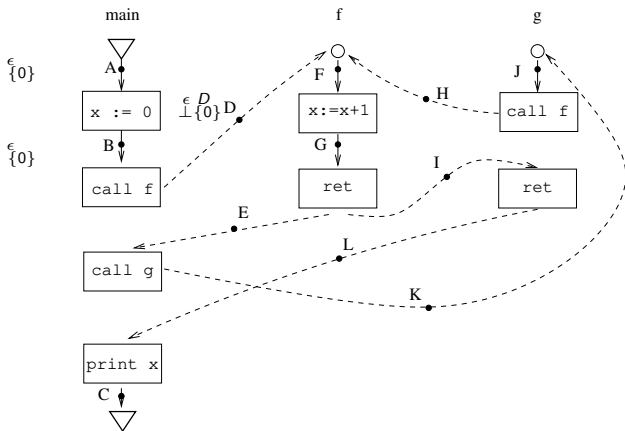 main f g
ϵ
{0}
A
F
J
H
x := 0
ϵ D
⊥{0}
D
x:=x+1
call f
ϵ
{0}
B
G
I
call f
ret
ret
E
L
call g
K
print x
C